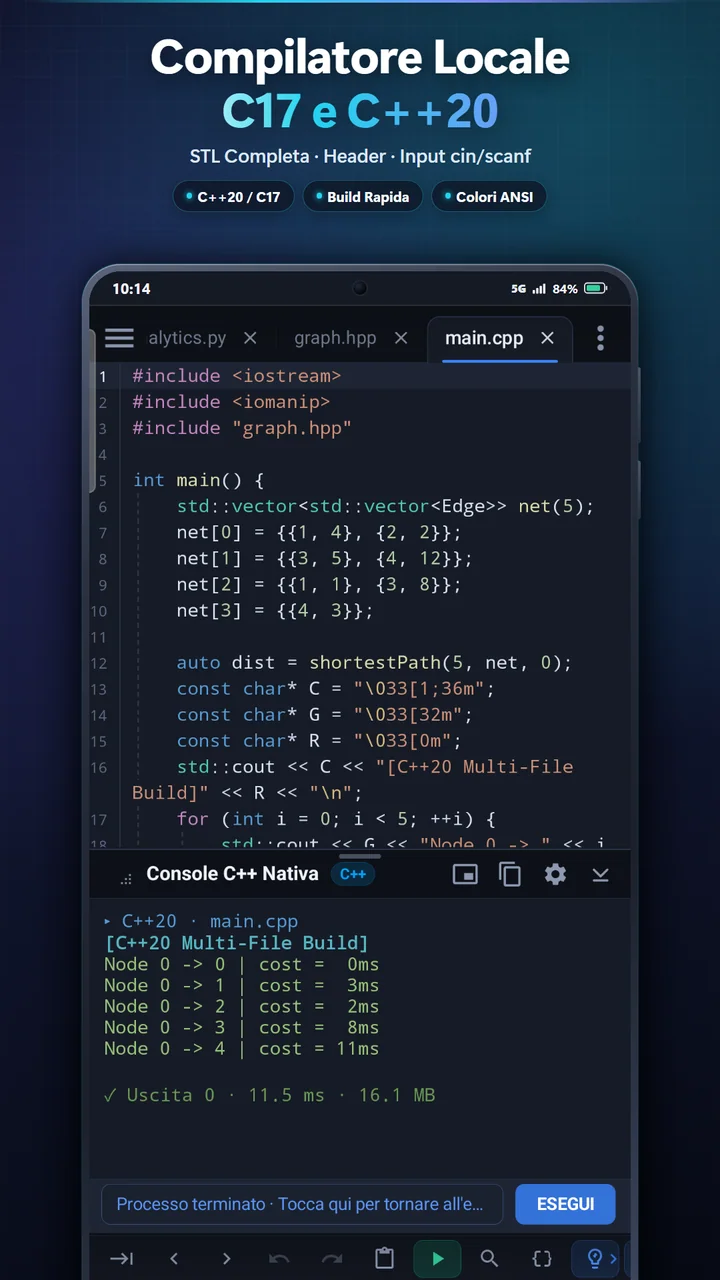 Compilatore Locale
C17 e C++20
STL Completa · Header · Input cin/scanf
C++20 / C17 Build Rapida Colori ANSI
10:14 5G 84%
alytics.py graph.hpp main.cpp
1 #include <iostream>
2 #include <iomanip>
3 #include "graph.hpp"
4
5 int main() {
6 std::vector<std::vector<Edge>> net(5);
7 net[0] = {{1, 4}, {2, 2}};
8 net[1] = {{3, 5}, {4, 12}};
9 net[2] = {{1, 1}, {3, 8}};
10 net[3] = {{4, 3}};
11
12 auto dist = shortestPath(5, net, 0);
13 const char* C = "\033[1;36m";
14 const char* G = "\033[32m";
15 const char* R = "\033[0m";
16 std::cout << C << "[C++20 Multi-File
Build]" << R << "\n";
17 for (int i = 0; i < 5; ++i) {
18 std::cout << G << "Node 0 -> " << i
Console C++ Nativa C++
▸ C++20 · main.cpp
[C++20 Multi-File Build]
Node 0 -> 0 | cost =  0ms
Node 0 -> 1 | cost =  3ms
Node 0 -> 2 | cost =  2ms
Node 0 -> 3 | cost =  8ms
Node 0 -> 4 | cost = 11ms
✓ Uscita 0 · 11.5 ms · 16.1 MB
Processo terminato · Tocca qui per tornare all'e... ESEGUI